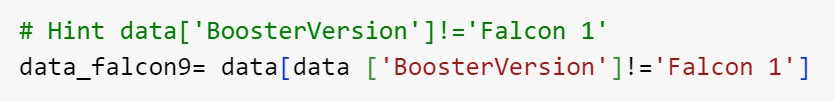 # Hint data['BoosterVersion']!='Falcon 1'
data_falcon9= data[data ['BoosterVersion']!='Falcon 1']